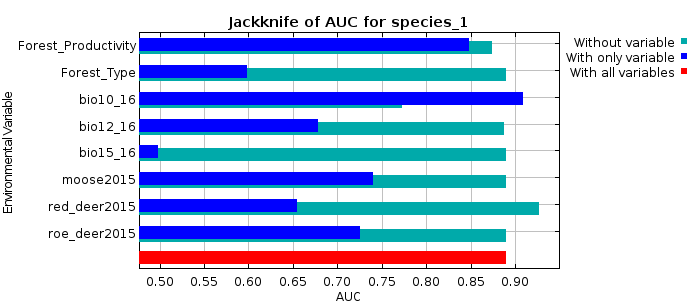 Jackknife of AUC for species_1
Environmental Variable
Forest_Productivity
Forest_Type
bio10_16
bio12_16
bio15_16
moose2015
red_deer2015
roe_deer2015
Without variable
With only variable
With all variables
0.50 0.55 0.60 0.65 0.70 0.75 0.80 0.85 0.90
AUC